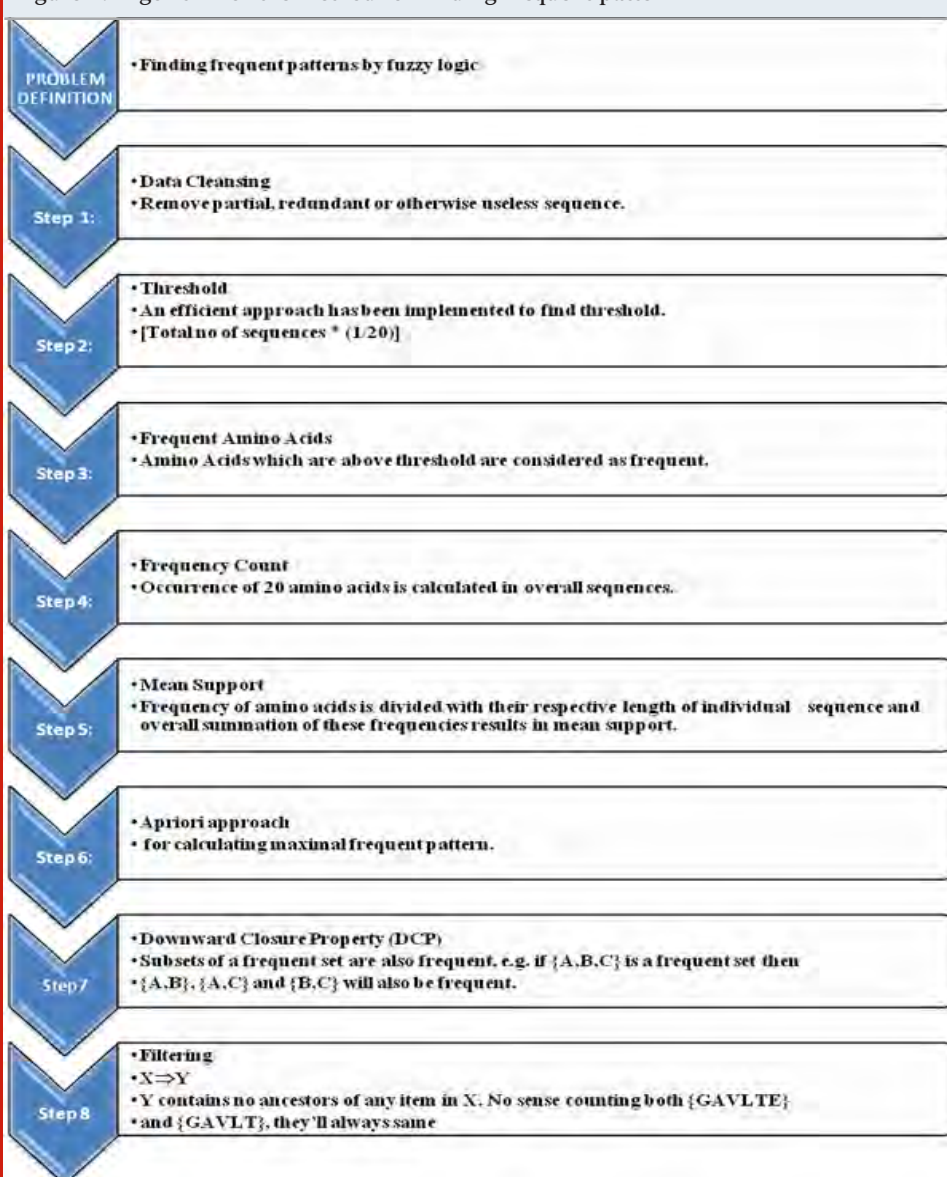 PROBLEM
DEFINITION
•Finding frequent patterns by fuzzy logic
Step 1:
•Data Cleansing
•Remove partial, redundant or otherwise useless sequence.
Step 2:
•Threshold
•An efficient approach has been implemented to find threshold.
•[Total no of sequences * (1/20)]
Step 3:
•Frequent Amino Acids
•Amino Acids which are above threshold are considered as frequent.
Step 4:
•Frequency Count
•Occurrence of 20 amino acids is calculated in overall sequences.
Step 5:
•Mean Support
•Frequency of amino acids is divided with their respective length of individual sequence and
overall summation of these frequencies results in mean support.
Step 6:
•Apriori approach
• for calculating maximal frequent pattern.
Step 7
•Downward Closure Property (DCP)
•Subsets of a frequent set are also frequent, e.g. if {A,B,C} is a frequent set then
•{A,B}, {A,C} and {B,C} will also be frequent.
Step 8
•Filtering
•X⇒Y
•Y contains no ancestors of any item in X. No sense counting both {GAVLTE}
•and {GAVLT}, they'll always same